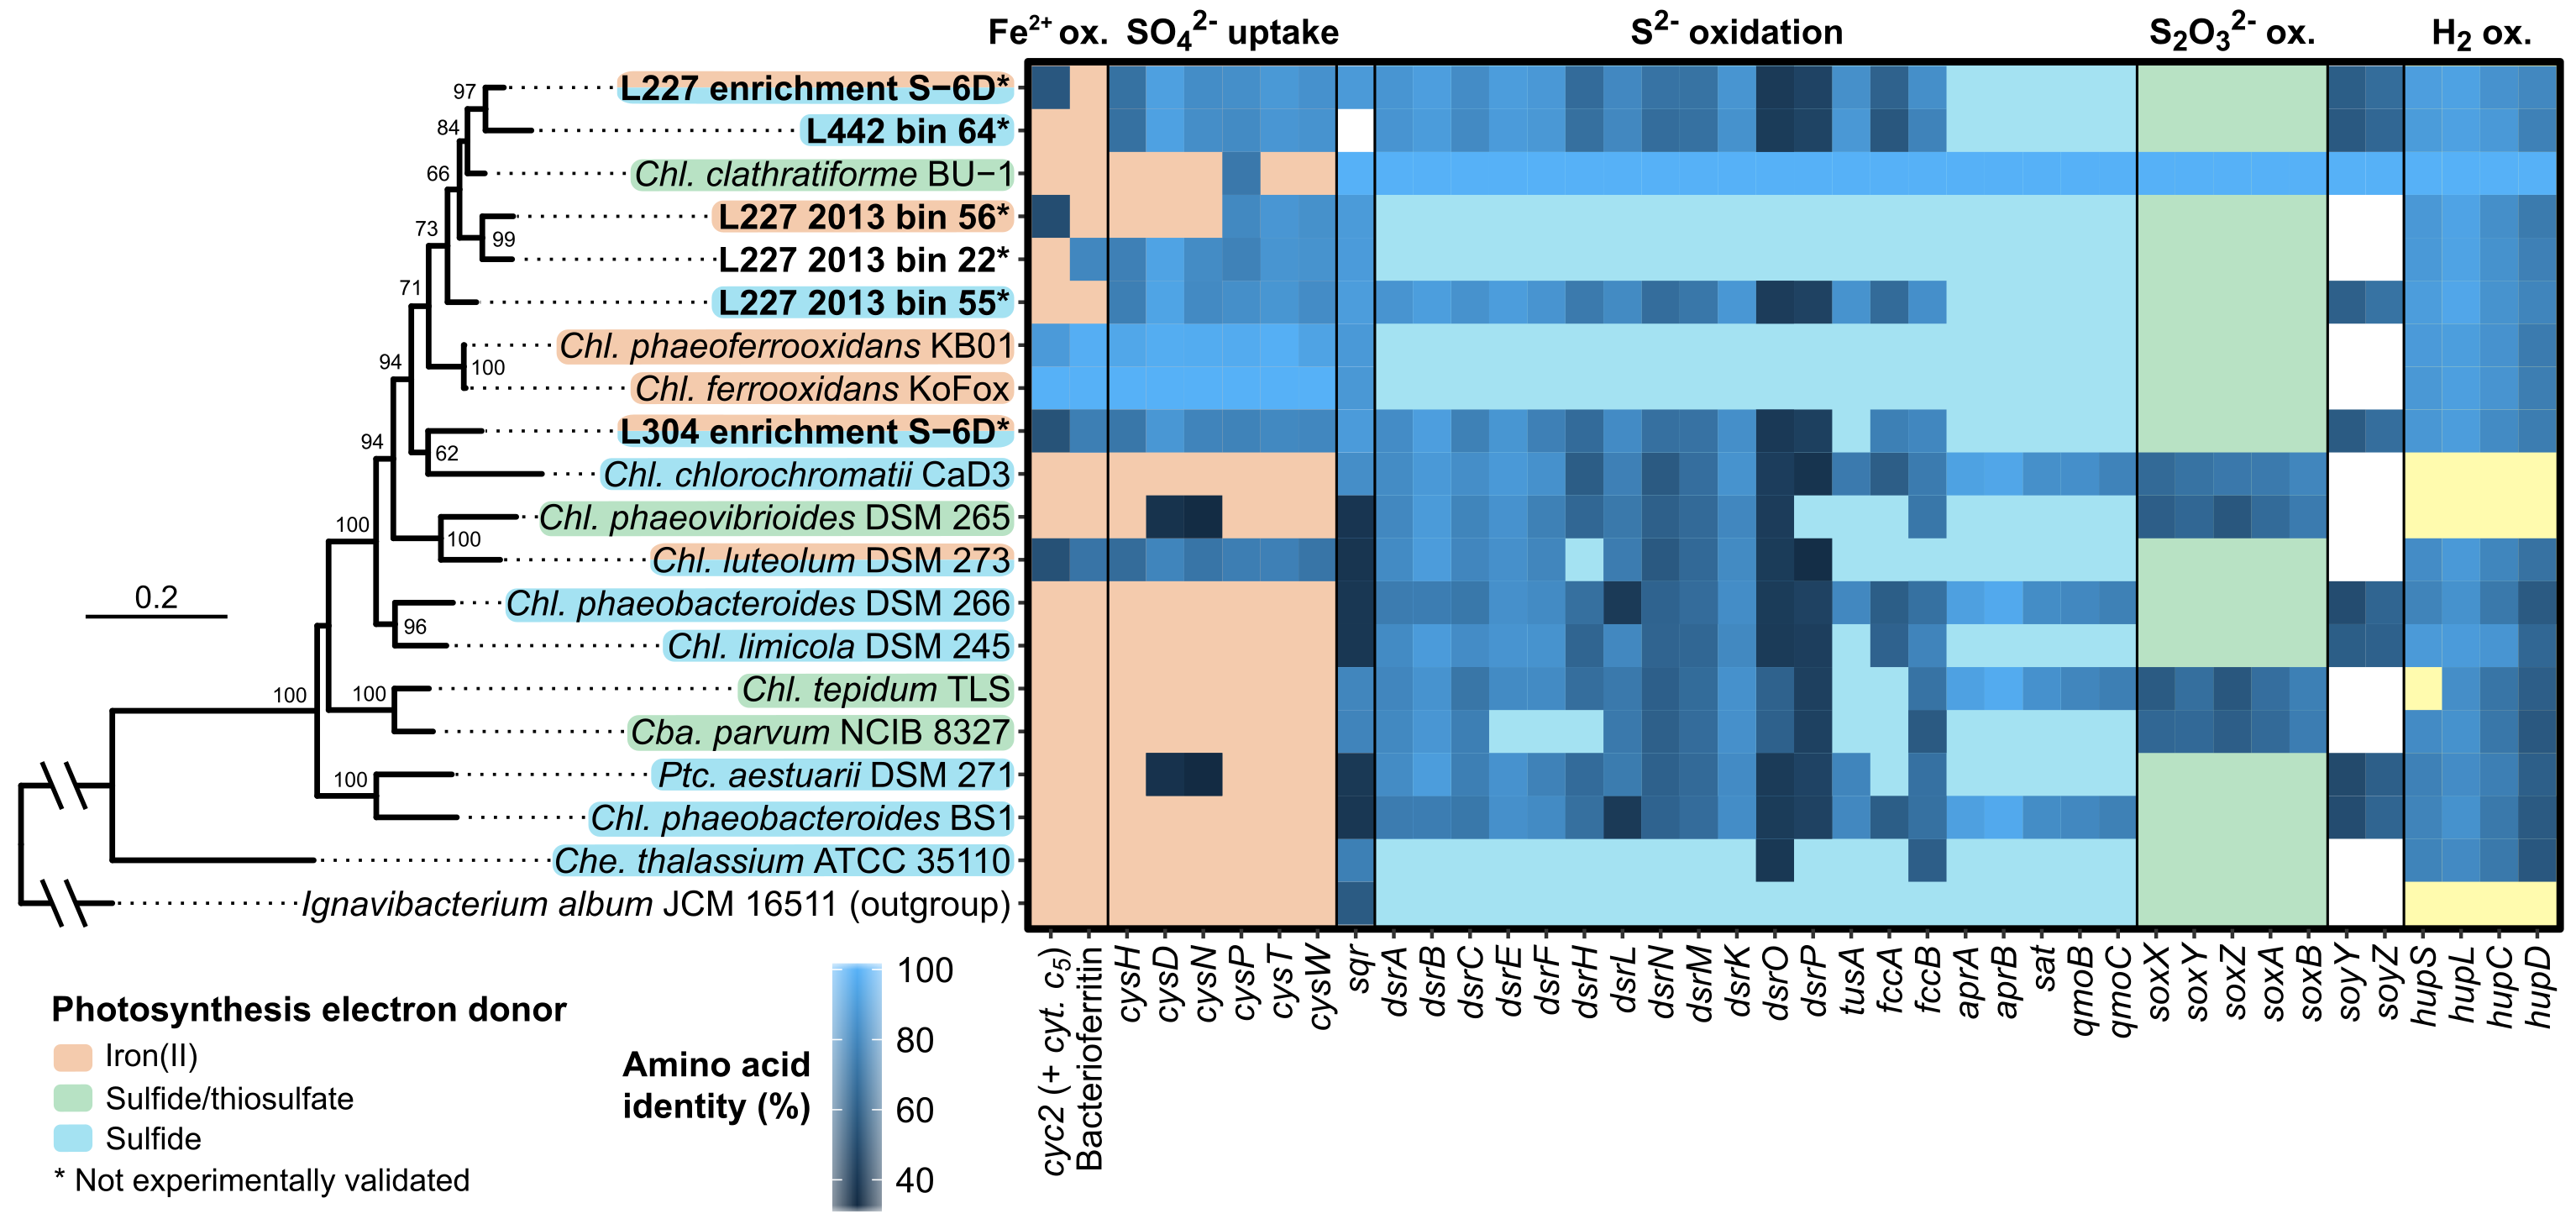 Fe²⁺ ox. SO₄²⁻ uptake S²⁻ oxidation S₂O₃²⁻ ox. H₂ ox.
97 L227 enrichment S−6D*
84 L442 bin 64*
66 Chl. clathratiforme BU−1
L227 2013 bin 56*
73 99
L227 2013 bin 22*
71 L227 2013 bin 55*
Chl. phaeoferrooxidans KB01
94 100
Chl. ferrooxidans KoFox
94 L304 enrichment S−6D*
62
Chl. chlorochromatii CaD3
100 Chl. phaeovibrioides DSM 265
100
Chl. luteolum DSM 273
0.2 Chl. phaeobacteroides DSM 266
96
Chl. limicola DSM 245
100 100 Chl. tepidum TLS
Cba. parvum NCIB 8327
100 Ptc. aestuarii DSM 271
Chl. phaeobacteroides BS1
Che. thalassium ATCC 35110
Ignavibacterium album JCM 16511 (outgroup)
cyc2 (+ cyt. c₅)
Bacterioferritin
cysH
cysD
cysN
cysP
cysT
cysW
sqr
dsrA
dsrB
dsrC
dsrE
dsrF
dsrH
dsrL
dsrN
dsrM
dsrK
dsrO
dsrP
tusA
fccA
fccB
aprA
aprB
sat
qmoB
qmoC
soxX
soxY
soxZ
soxA
soxB
soyY
soyZ
hupS
hupL
hupC
hupD
Photosynthesis electron donor
Iron(II)
Sulfide/thiosulfate
Sulfide
* Not experimentally validated
Amino acid
identity (%)
100
80
60
40